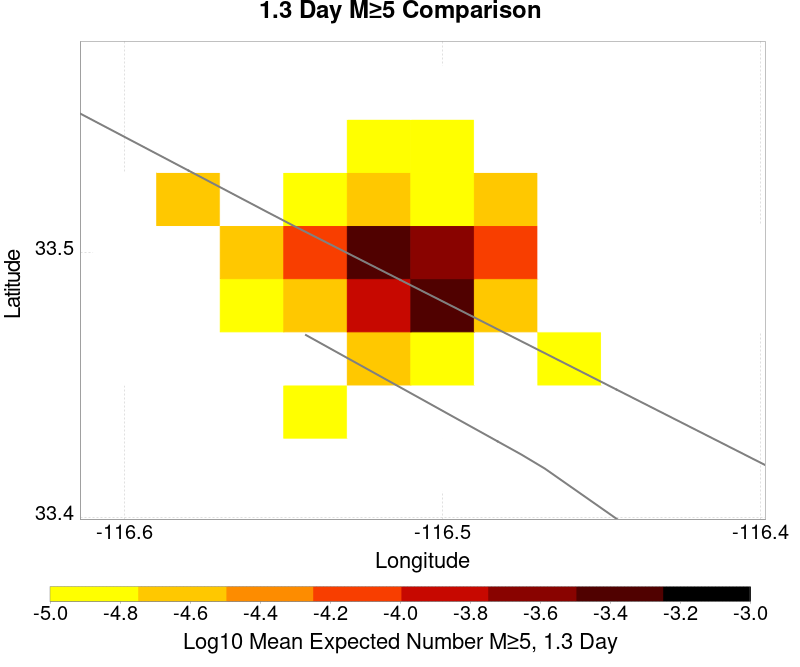 1.3 Day M≥5 Comparison
Latitude
33.5
33.4
-116.6 -116.5 -116.4
Longitude
-5.0 -4.8 -4.6 -4.4 -4.2 -4.0 -3.8 -3.6 -3.4 -3.2 -3.0
Log10 Mean Expected Number M≥5, 1.3 Day